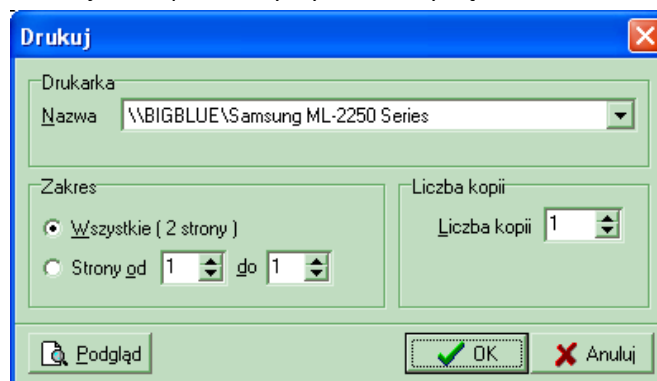 Drukuj
Drukarka
Nazwa \\BIGBLUE\Samsung ML-2250 Series
Zakres
Wszystkie ( 2 strony )
Strony od 1 do 1
Liczba kopii
Liczba kopii 1
Podgląd
OK
Anuluj